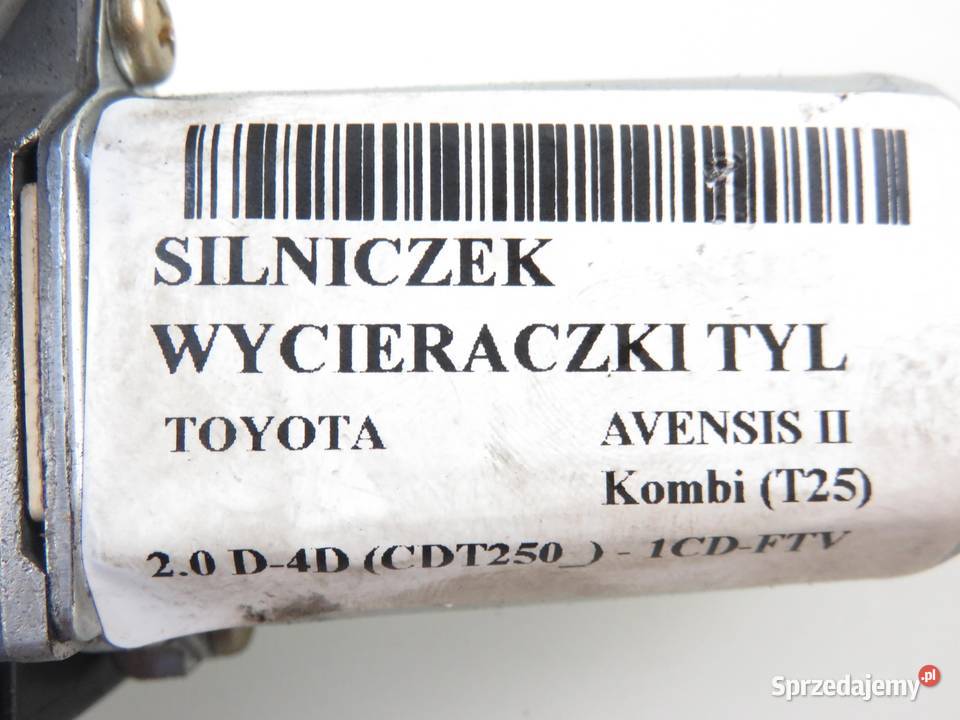 SILNICZEK
WYCIERACZKI TYL
TOYOTA AVENSIS II
Kombi (T25)
2.0 D-4D (CDT250_) - 1CD-FTV
Sprzedajemy.pl